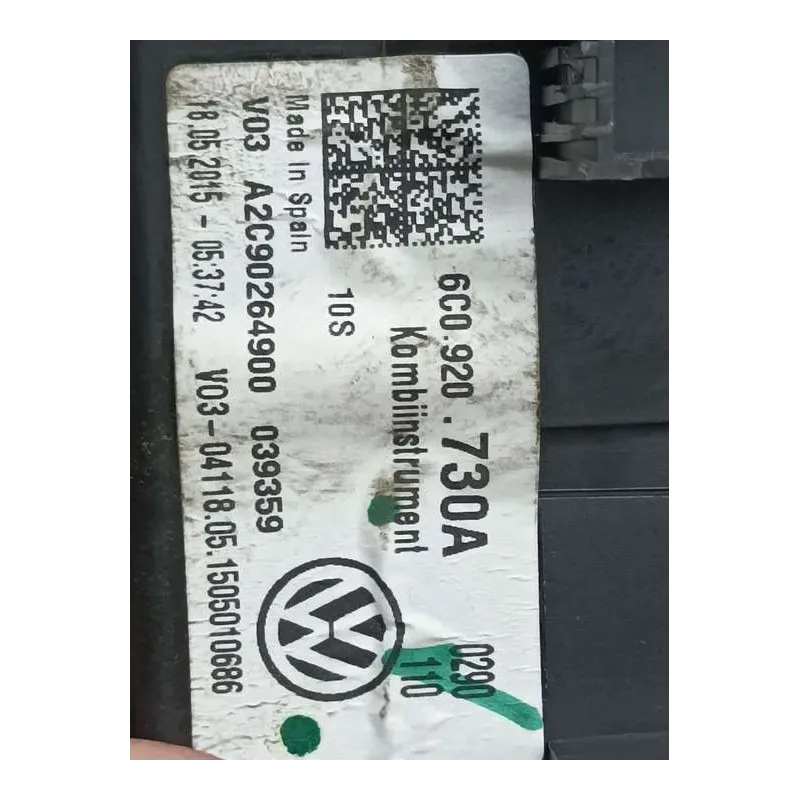 6C0.920.730A
Kombiinstrument
0290
110
10S
Made In Spain
V03 A2C90264900 039359
18.05.2015 - 05:37:42 V03-04118.05.1505010686